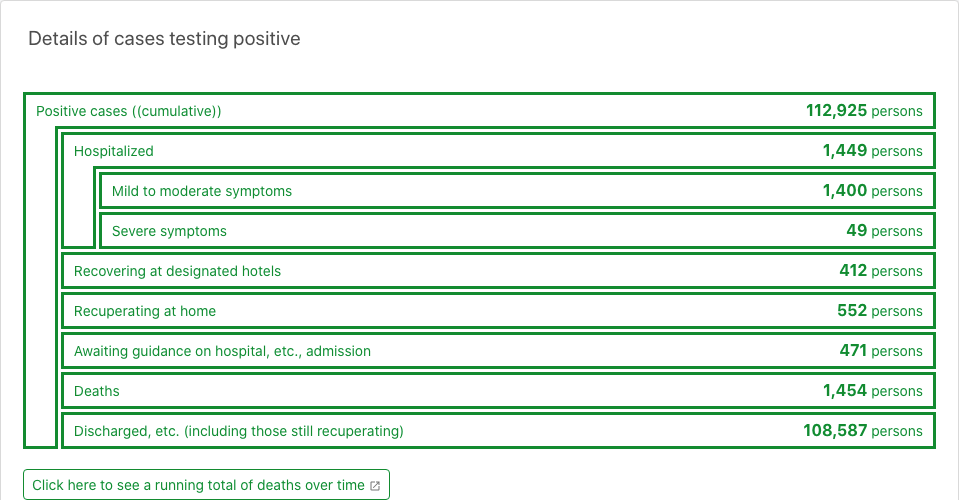 Details of cases testing positive
Positive cases ((cumulative)) 112,925 persons
Hospitalized 1,449 persons
Mild to moderate symptoms 1,400 persons
Severe symptoms 49 persons
Recovering at designated hotels 412 persons
Recuperating at home 552 persons
Awaiting guidance on hospital, etc., admission 471 persons
Deaths 1,454 persons
Discharged, etc. (including those still recuperating) 108,587 persons
Click here to see a running total of deaths over time